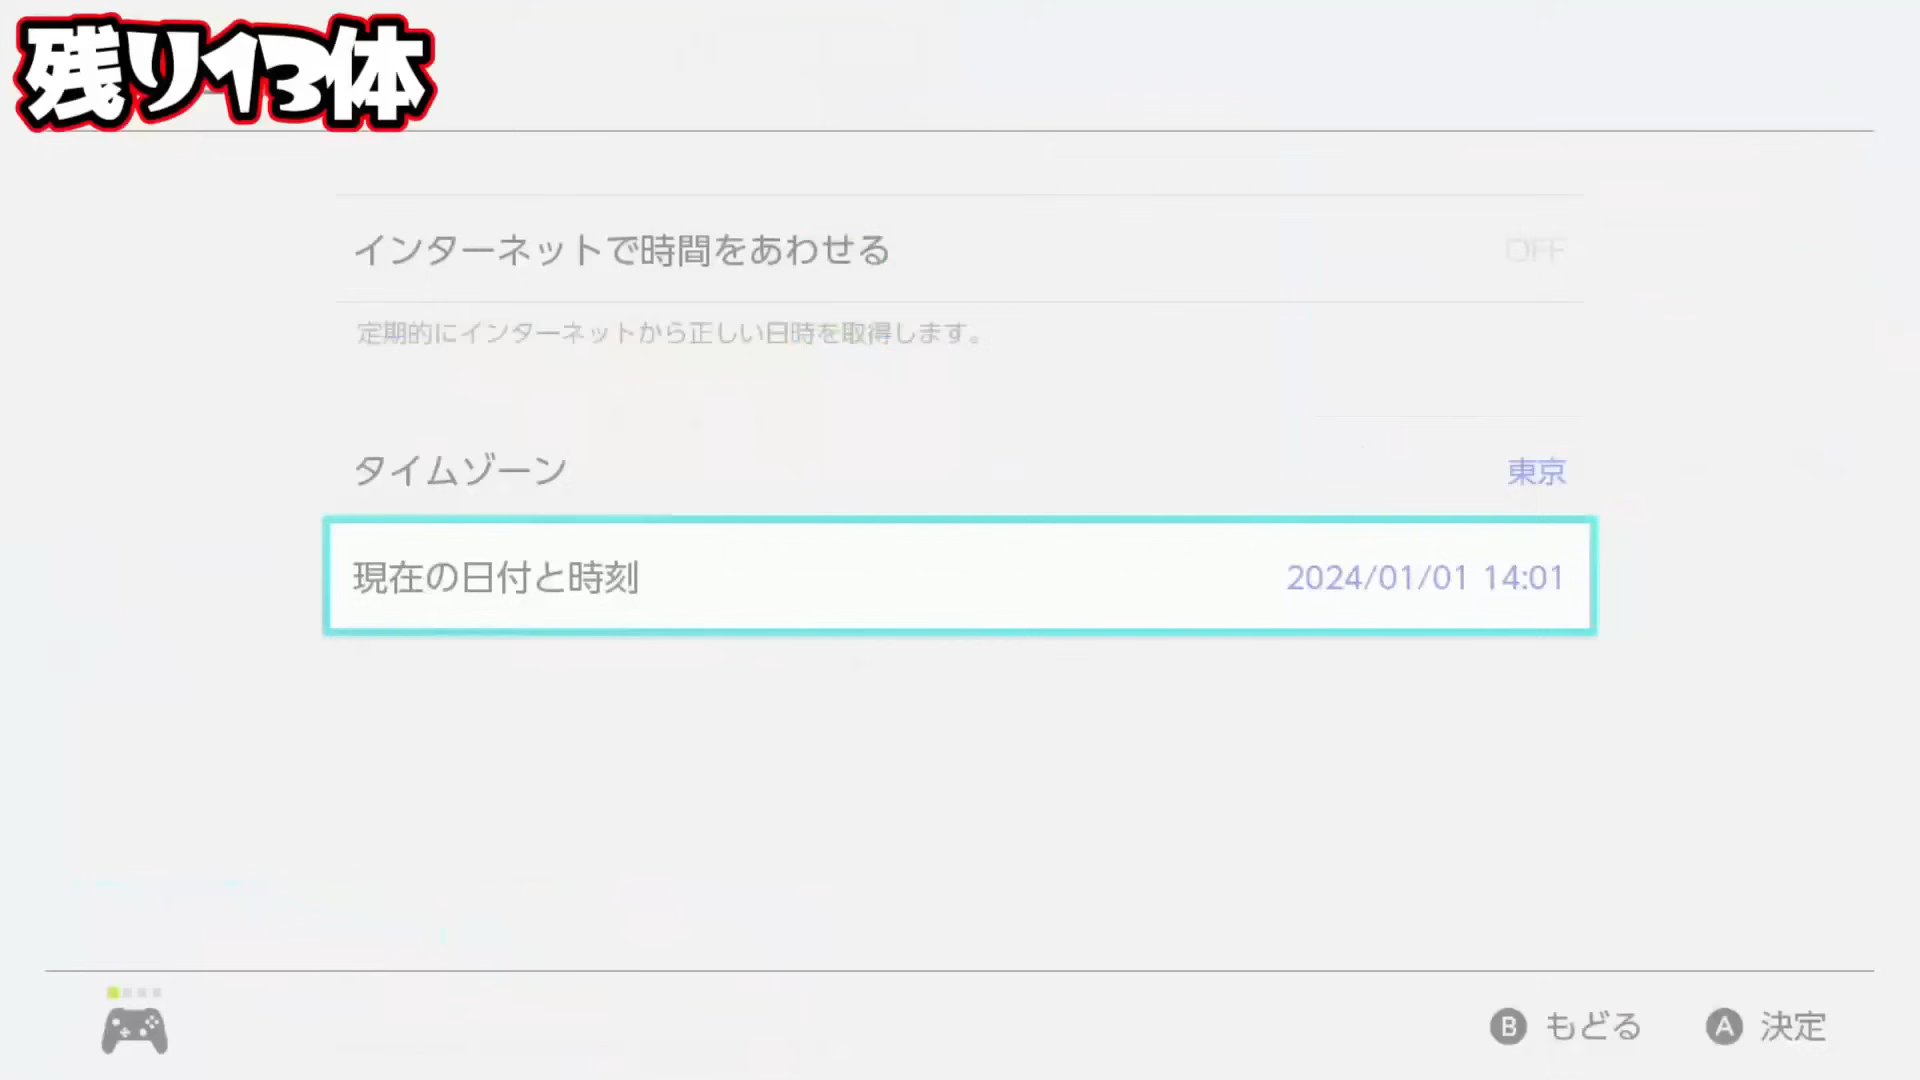 残り13体
インターネットで時間をあわせる
OFF
定期的にインターネットから正しい日時を取得します。
タイムゾーン
東京
現在の日付と時刻
2024/01/01 14:01
B もどる
A 決定